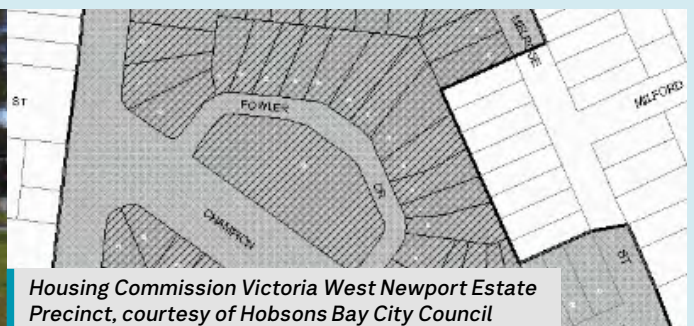 MELROSE
ST
FOWLER
MILFORD
CR
CHAMPION
ST
Housing Commission Victoria West Newport Estate
Precinct, courtesy of Hobsons Bay City Council